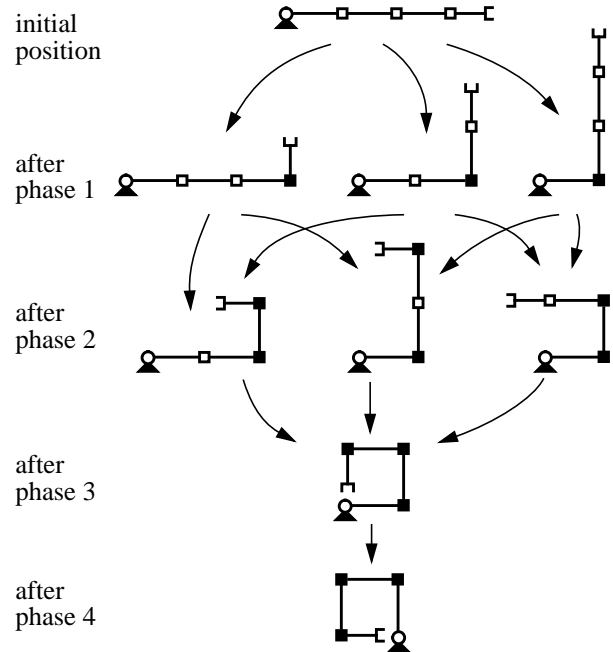 initial
position
after
phase 1
after
phase 2
after
phase 3
after
phase 4